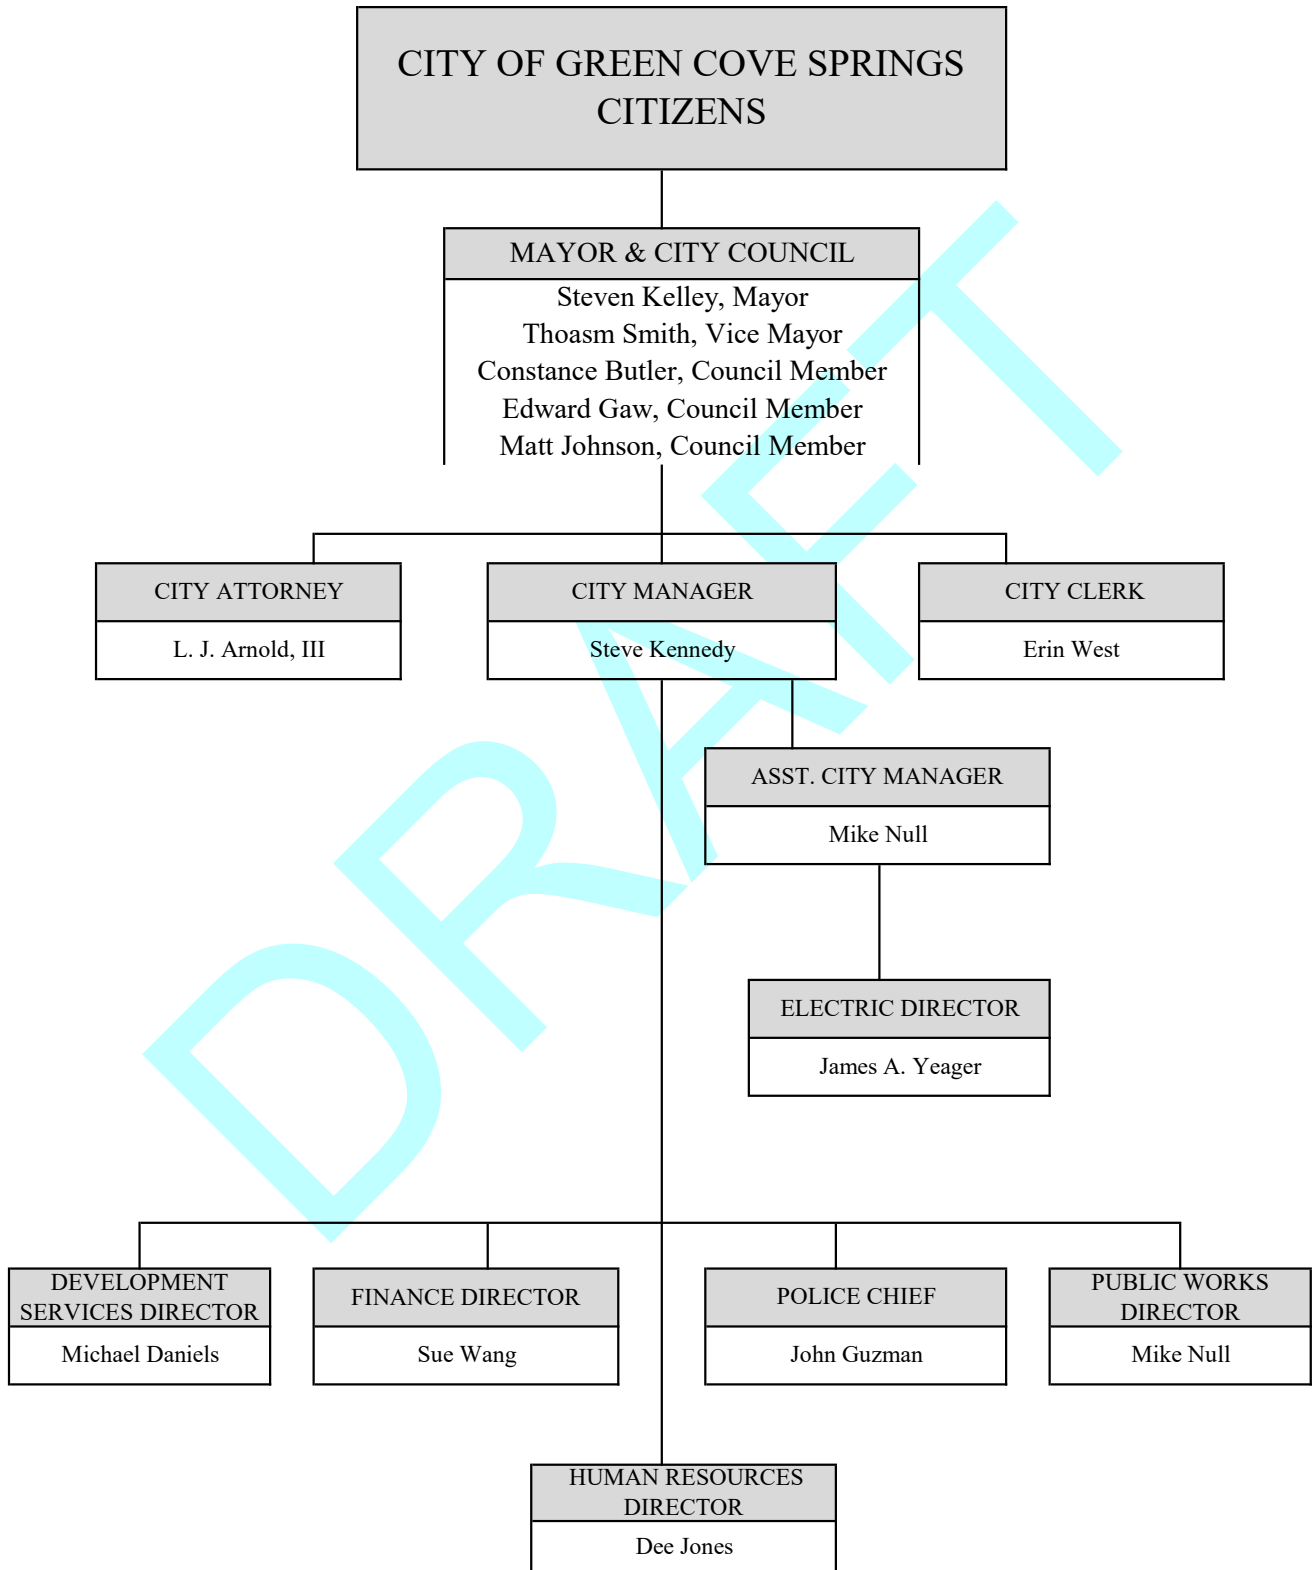 CITY OF GREEN COVE SPRINGS
CITIZENS
MAYOR & CITY COUNCIL
Steven Kelley, Mayor
Thoasm Smith, Vice Mayor
Constance Butler, Council Member
Edward Gaw, Council Member
Matt Johnson, Council Member
CITY ATTORNEY
L. J. Arnold, III
CITY MANAGER
Steve Kennedy
CITY CLERK
Erin West
ASST. CITY MANAGER
Mike Null
ELECTRIC DIRECTOR
James A. Yeager
DEVELOPMENT
SERVICES DIRECTOR
Michael Daniels
FINANCE DIRECTOR
Sue Wang
POLICE CHIEF
John Guzman
PUBLIC WORKS
DIRECTOR
Mike Null
HUMAN RESOURCES
DIRECTOR
Dee Jones
DRAFT